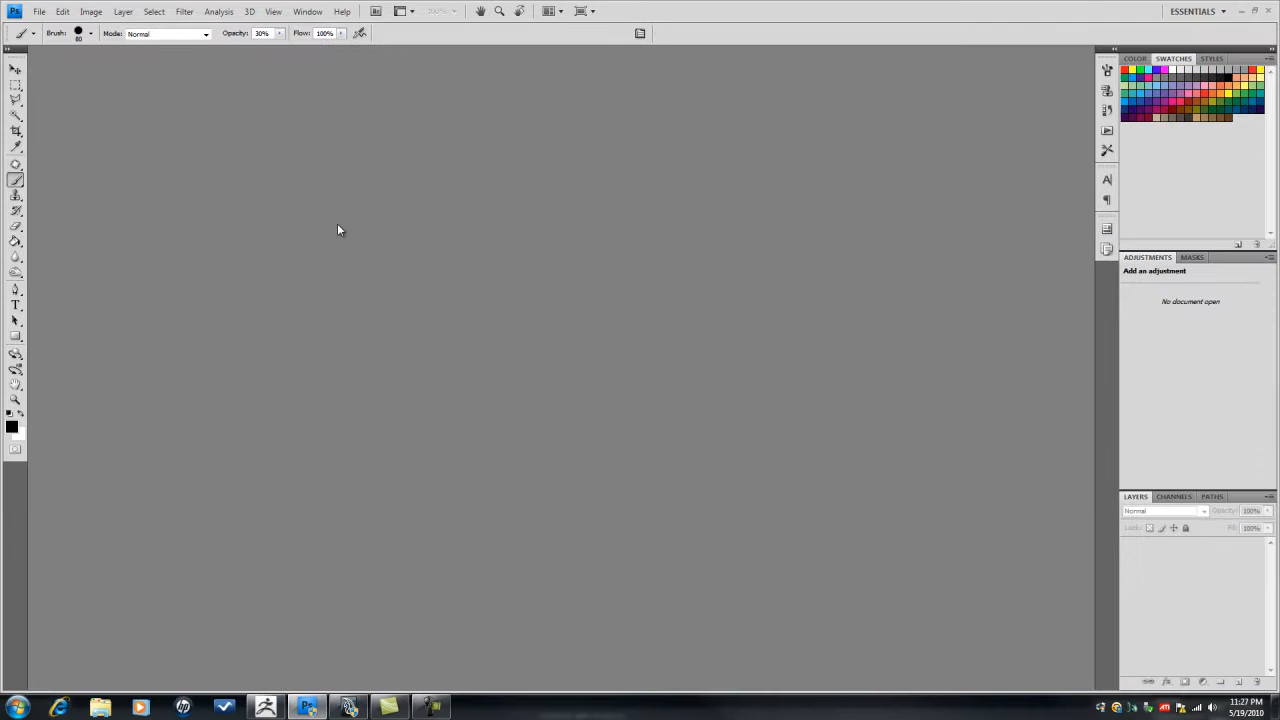 Ps File Edit Image Layer Select Filter Analysis 3D View Window Help 100% ESSENTIALS
Brush: 80 Mode: Normal Opacity: 30% Flow: 100%
COLOR SWATCHES STYLES
ADJUSTMENTS MASKS
Add an adjustment
No document open
LAYERS CHANNELS PATHS
Normal Opacity: 100%
Lock: Fill: 100%
11:27 PM
5/19/2010